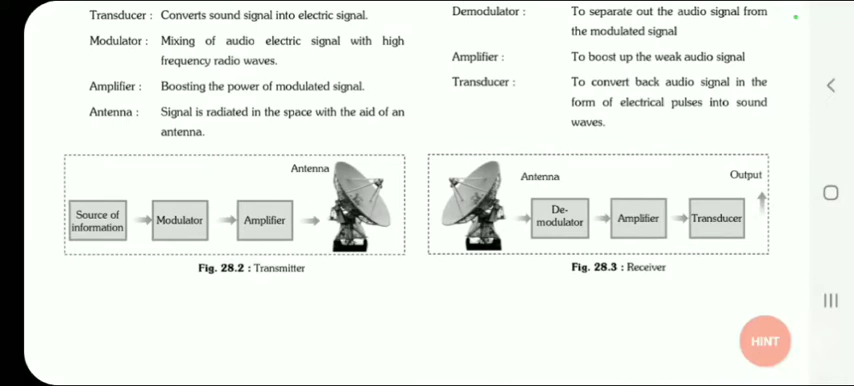 Transducer : Converts sound signal into electric signal.
Modulator : Mixing of audio electric signal with high
frequency radio waves.
Amplifier : Boosting the power of modulated signal.
Antenna : Signal is radiated in the space with the aid of an
antenna.
Antenna
Source of
information
Modulator
Amplifier
Fig. 28.2 : Transmitter
Demodulator : To separate out the audio signal from
the modulated signal
Amplifier : To boost up the weak audio signal
Transducer : To convert back audio signal in the
form of electrical pulses into sound
waves.
Antenna
Output
De-
modulator
Amplifier
Transducer
Fig. 28.3 : Receiver
HINT